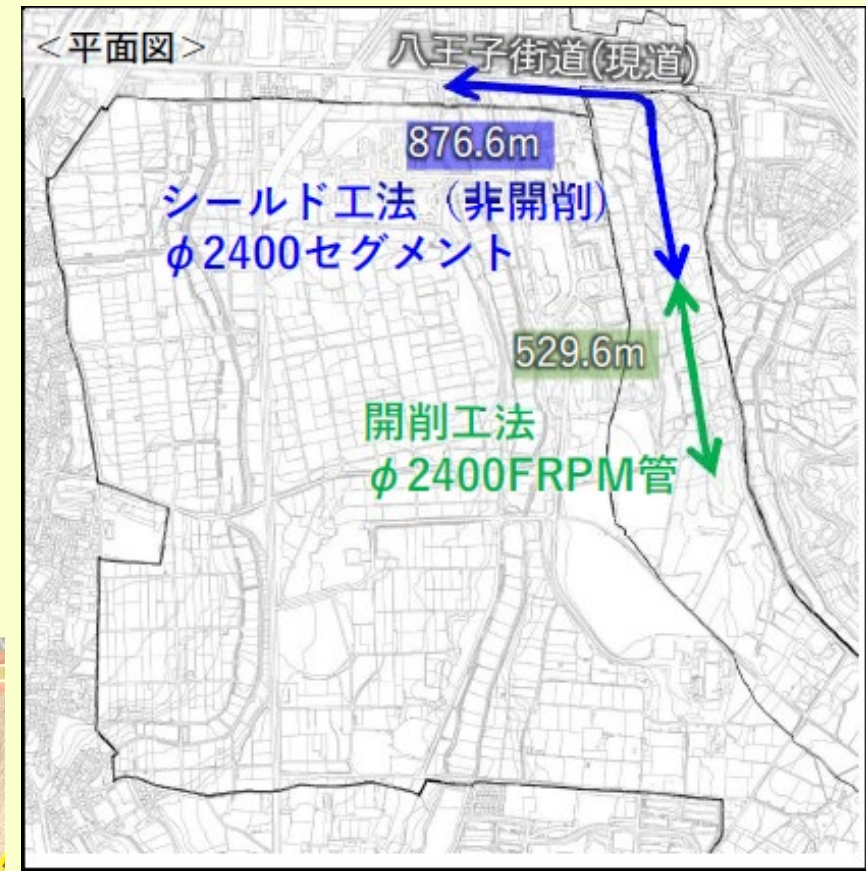 ＜平面図＞
八王子街道(現道)
876.6m
シールド工法（非開削）
φ2400セグメント
529.6m
開削工法
φ2400FRPM管